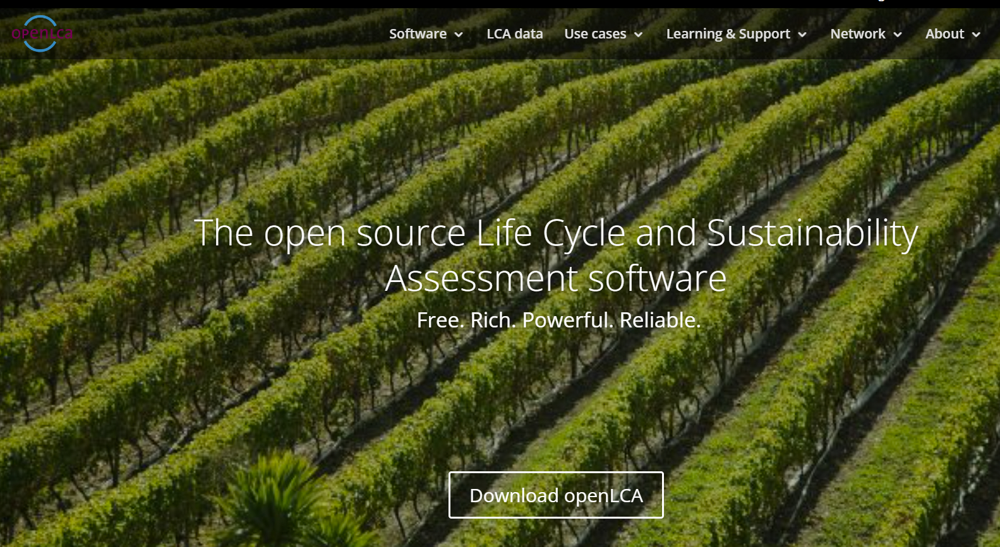 openLca
Software
LCA data
Use cases
Learning & Support
Network
About
The open source Life Cycle and Sustainability
Assessment software
Free. Rich. Powerful. Reliable.
Download openLCA